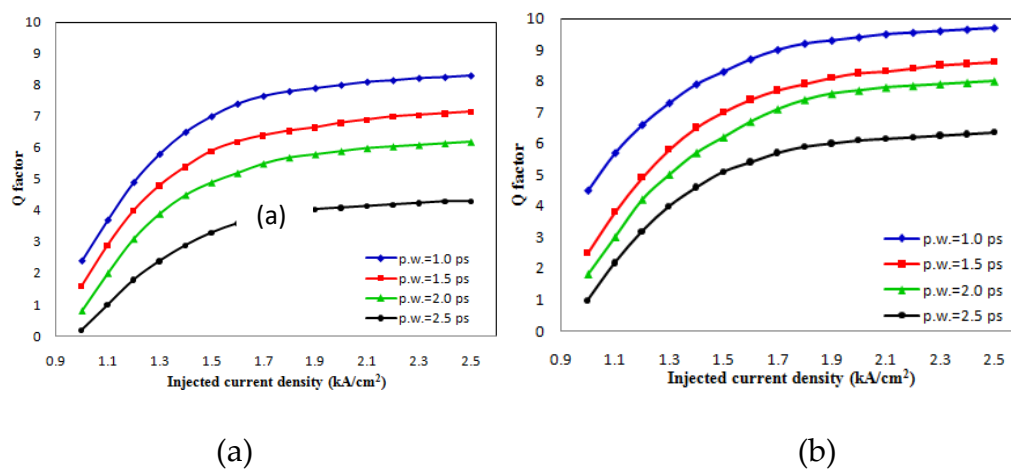 10
9
8
7
6
5
4
3
2
1
0
Q factor
(a)
p.w.=1.0 ps
p.w.=1.5 ps
p.w.=2.0 ps
p.w.=2.5 ps
0.9 1.1 1.3 1.5 1.7 1.9 2.1 2.3 2.5
Injected current density (kA/cm²)
(a)
10
9
8
7
6
5
4
3
2
1
0
Q factor
p.w.=1.0 ps
p.w.=1.5 ps
p.w.=2.0 ps
p.w.=2.5 ps
0.9 1.1 1.3 1.5 1.7 1.9 2.1 2.3 2.5
Injected current density (kA/cm²)
(b)